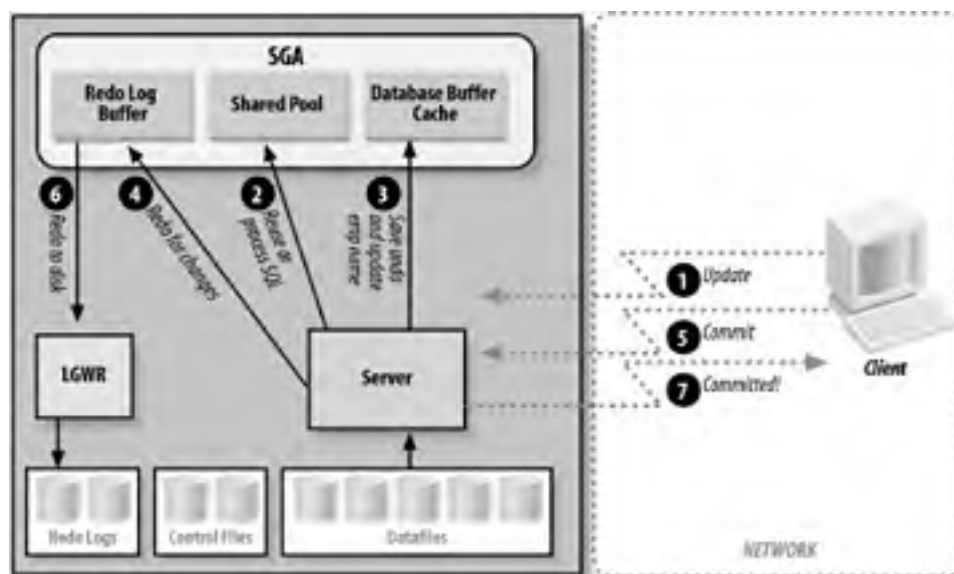 SGA
Redo Log
Buffer
Shared Pool
Database Buffer
Cache
6
Redo to disk
4
Redo for changes
2
Reuse or
process SQL
3
Save undo
and update
emp name
1 Update
5 Commit
7 Committed!
Client
LGWR
Server
Redo Logs
Control Files
Datafiles
NETWORK